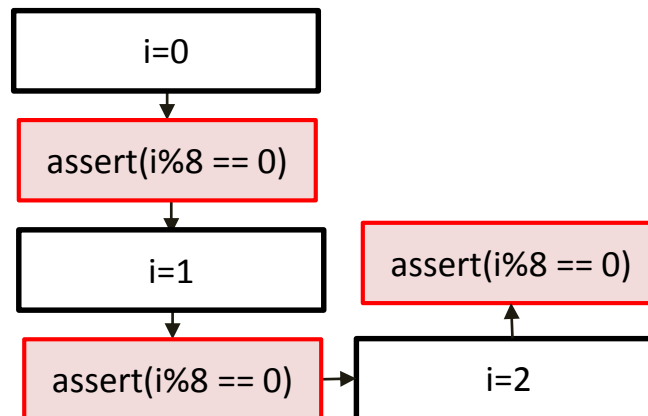 i=0
assert(i%8 == 0)
i=1
assert(i%8 == 0)
i=2
assert(i%8 == 0)